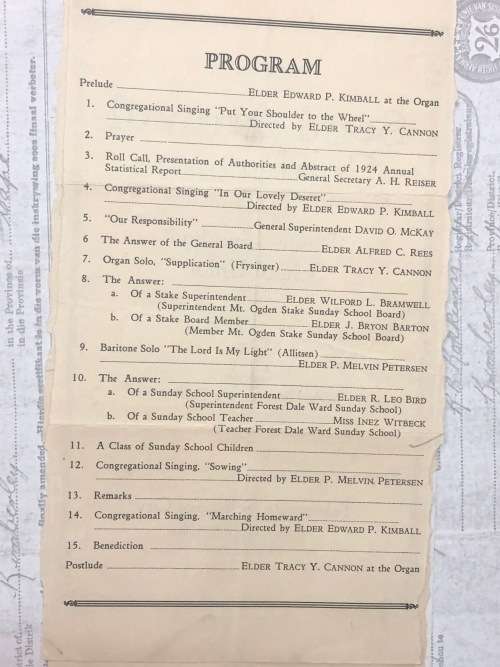 PROGRAM
Prelude ELDER EDWARD P. KIMBALL at the Organ
1. Congregational Singing "Put Your Shoulder to the Wheel"
Directed by ELDER TRACY Y. CANNON
2. Prayer
3. Roll Call, Presentation of Authorities and Abstract of 1924 Annual
Statistical Report General Secretary A. H. REISER
4. Congregational Singing "In Our Lovely Deseret"
Directed by ELDER EDWARD P. KIMBALL
5. "Our Responsibility" General Superintendent DAVID O. MCKAY
6 The Answer of the General Board ELDER ALFRED C. REES
7. Organ Solo, "Supplication" (Frysinger) ELDER TRACY Y. CANNON
8. The Answer:
a. Of a Stake Superintendent ELDER WILFORD L. BRAMWELL
(Superintendent Mt. Ogden Stake Sunday School Board)
b. Of a Stake Board Member ELDER J. BRYON BARTON
(Member Mt. Ogden Stake Sunday School Board)
9. Baritone Solo "The Lord Is My Light" (Allitsen)
ELDER P. MELVIN PETERSEN
10. The Answer:
a. Of a Sunday School Superintendent ELDER R. LEO BIRD
(Superintendent Forest Dale Ward Sunday School)
b. Of a Sunday School Teacher MISS INEZ WITBECK
(Teacher Forest Dale Ward Sunday School)
11. A Class of Sunday School Children
12. Congregational Singing, "Sowing"
Directed by ELDER P. MELVIN PETERSEN
13. Remarks
14. Congregational Singing, "Marching Homeward"
Directed by ELDER EDWARD P. KIMBALL
15. Benediction
Postlude ELDER TRACY Y. CANNON at the Organ
in the Province of
in die Provincie